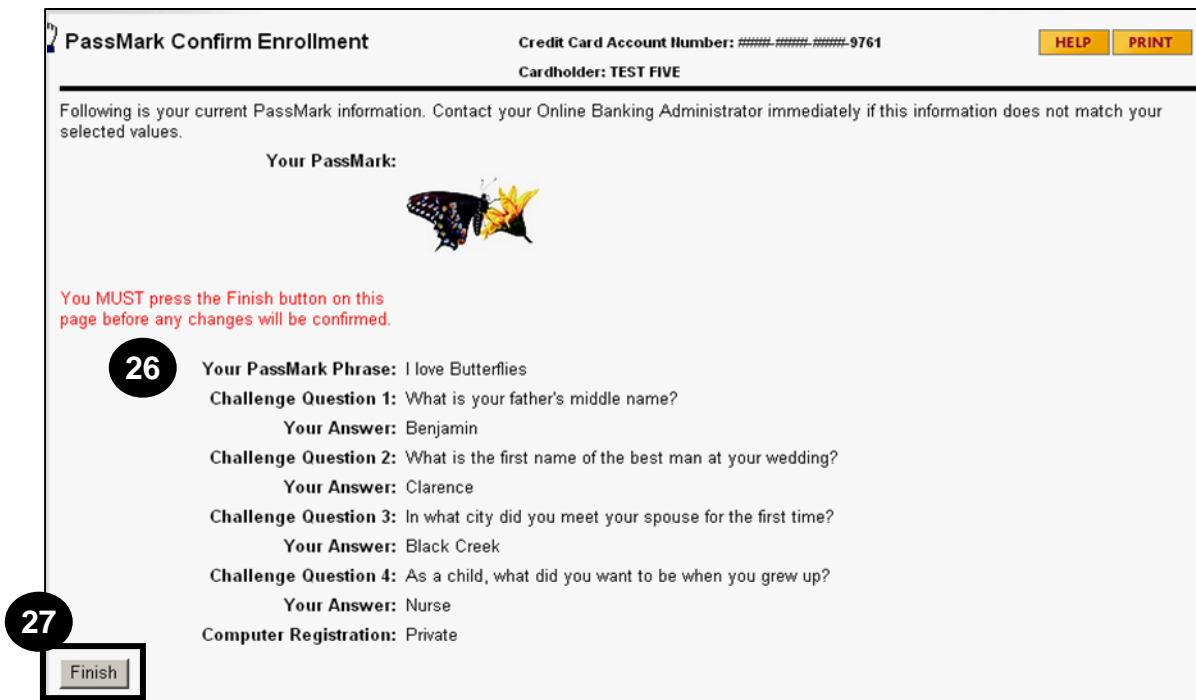 PassMark Confirm Enrollment
Credit Card Account Number: ####-####-####-9761
HELP
PRINT
Cardholder: TEST FIVE
Following is your current PassMark information. Contact your Online Banking Administrator immediately if this information does not match your
selected values.
Your PassMark:
You MUST press the Finish button on this
page before any changes will be confirmed.
26
Your PassMark Phrase: I love Butterflies
Challenge Question 1: What is your father's middle name?
Your Answer: Benjamin
Challenge Question 2: What is the first name of the best man at your wedding?
Your Answer: Clarence
Challenge Question 3: In what city did you meet your spouse for the first time?
Your Answer: Black Creek
Challenge Question 4: As a child, what did you want to be when you grew up?
Your Answer: Nurse
27
Computer Registration: Private
Finish